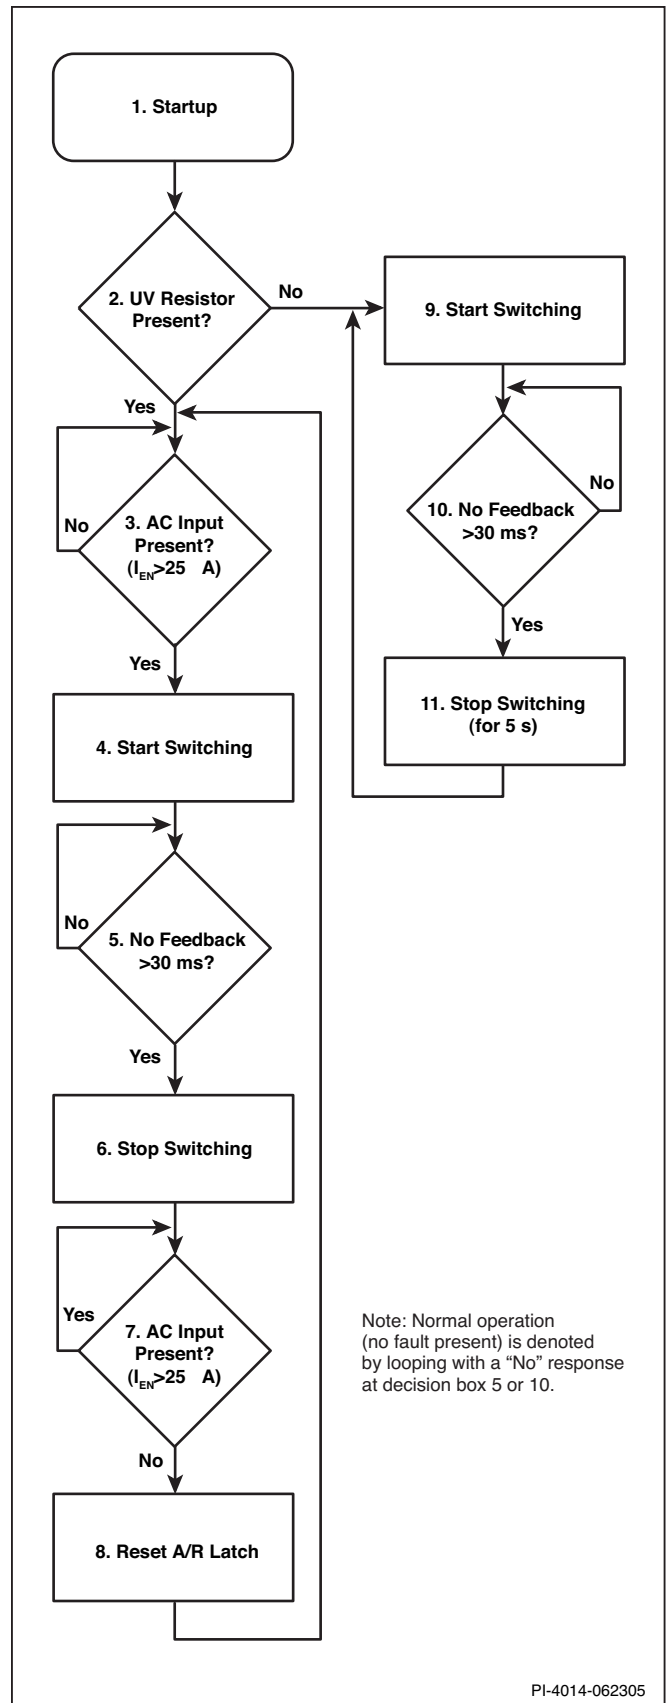 1. Startup
2. UV Resistor
Present?
No
Yes
9. Start Switching
No
3. AC Input
Present?
(I_EN>25 A)
No
10. No Feedback
>30 ms?
Yes
Yes
4. Start Switching
11. Stop Switching
(for 5 s)
No
5. No Feedback
>30 ms?
Yes
6. Stop Switching
Yes
7. AC Input
Present?
(I_EN>25 A)
No
Note: Normal operation
(no fault present) is denoted
by looping with a “No” response
at decision box 5 or 10.
8. Reset A/R Latch
PI-4014-062305